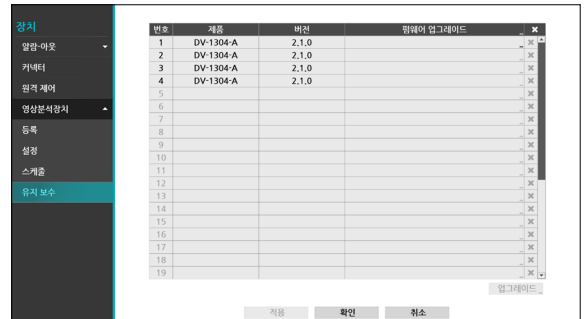 장치
알람-아웃
커넥터
원격 제어
영상분석장치
등록
설정
스케줄
유지 보수
번호 제품 버전 펌웨어 업그레이드 ... ✖
1 DV-1304-A 2.1.0 ... ✖
2 DV-1304-A 2.1.0 ... ✖
3 DV-1304-A 2.1.0 ... ✖
4 DV-1304-A 2.1.0 ... ✖
5 ... ✖
6 ... ✖
7 ... ✖
8 ... ✖
9 ... ✖
10 ... ✖
11 ... ✖
12 ... ✖
13 ... ✖
14 ... ✖
15 ... ✖
16 ... ✖
17 ... ✖
18 ... ✖
19 ... ✖
업그레이드...
적용 확인 취소